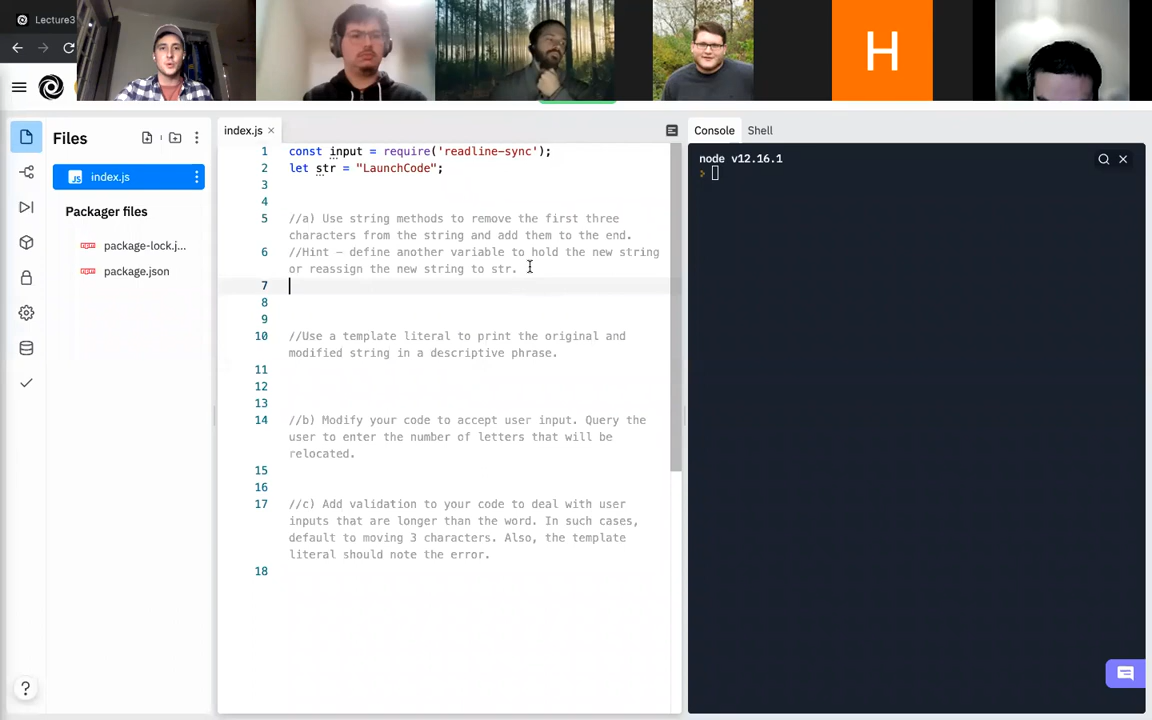 Lecture3
H
Files
index.js
Packager files
package-lock.j...
package.json
index.js ×
1 const input = require('readline-sync');
2 let str = "LaunchCode";
3
4
5 //a) Use string methods to remove the first three
characters from the string and add them to the end.
6 //Hint - define another variable to hold the new string
or reassign the new string to str.
7
8
9
10 //Use a template literal to print the original and
modified string in a descriptive phrase.
11
12
13
14 //b) Modify your code to accept user input. Query the
user to enter the number of letters that will be
relocated.
15
16
17 //c) Add validation to your code to deal with user
inputs that are longer than the word. In such cases,
default to moving 3 characters. Also, the template
literal should note the error.
18
Console Shell
node v12.16.1
?